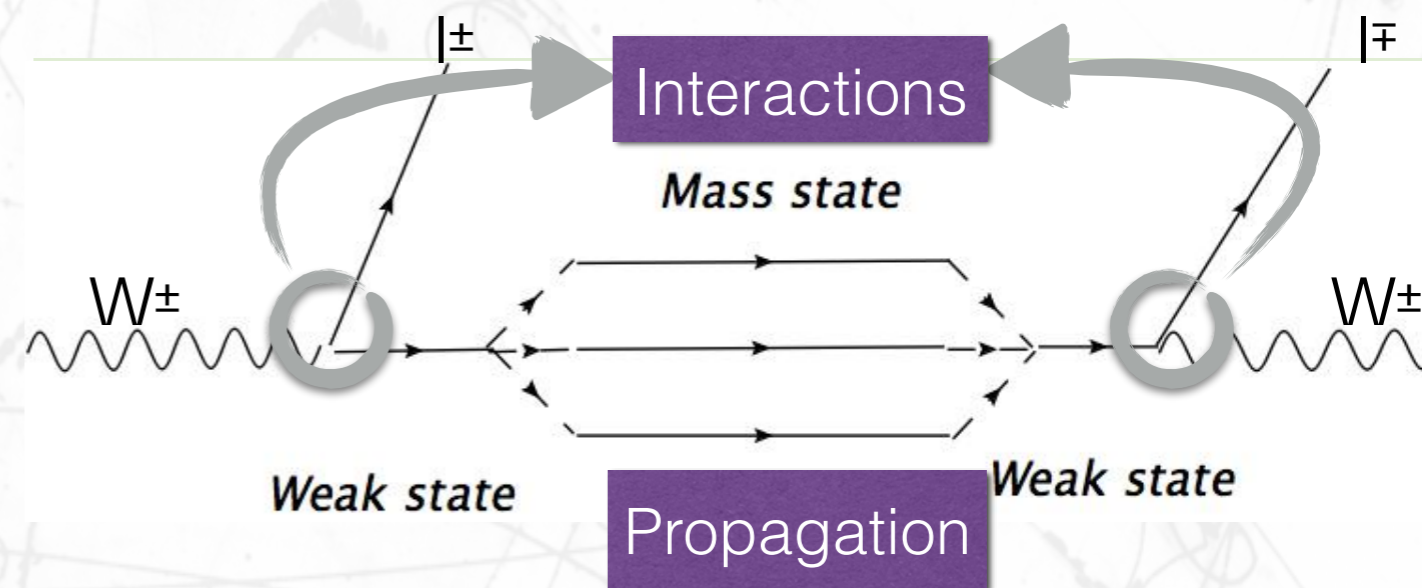 l±
l∓
Interactions
Mass state
W±
W±
Weak state
Weak state
Propagation